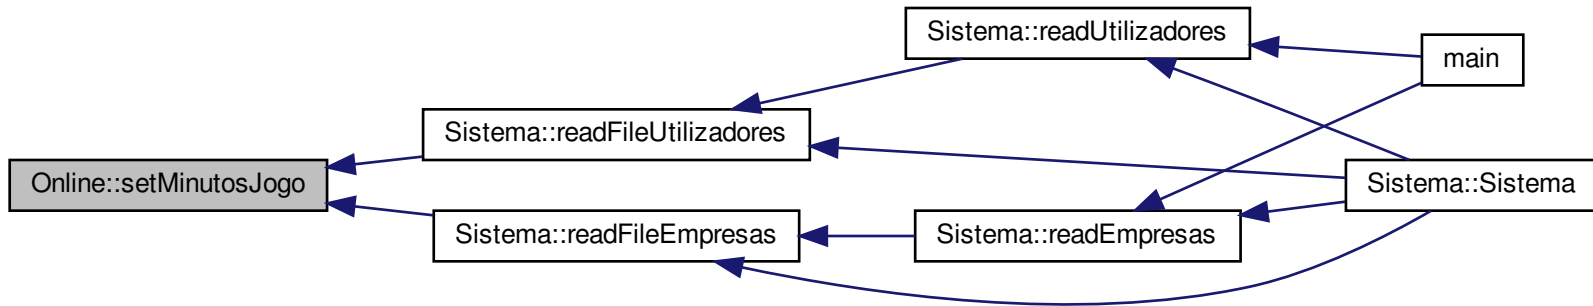 Sistema::readUtilizadores
main
Sistema::readFileUtilizadores
Online::setMinutosJogo
Sistema::Sistema
Sistema::readFileEmpresas
Sistema::readEmpresas